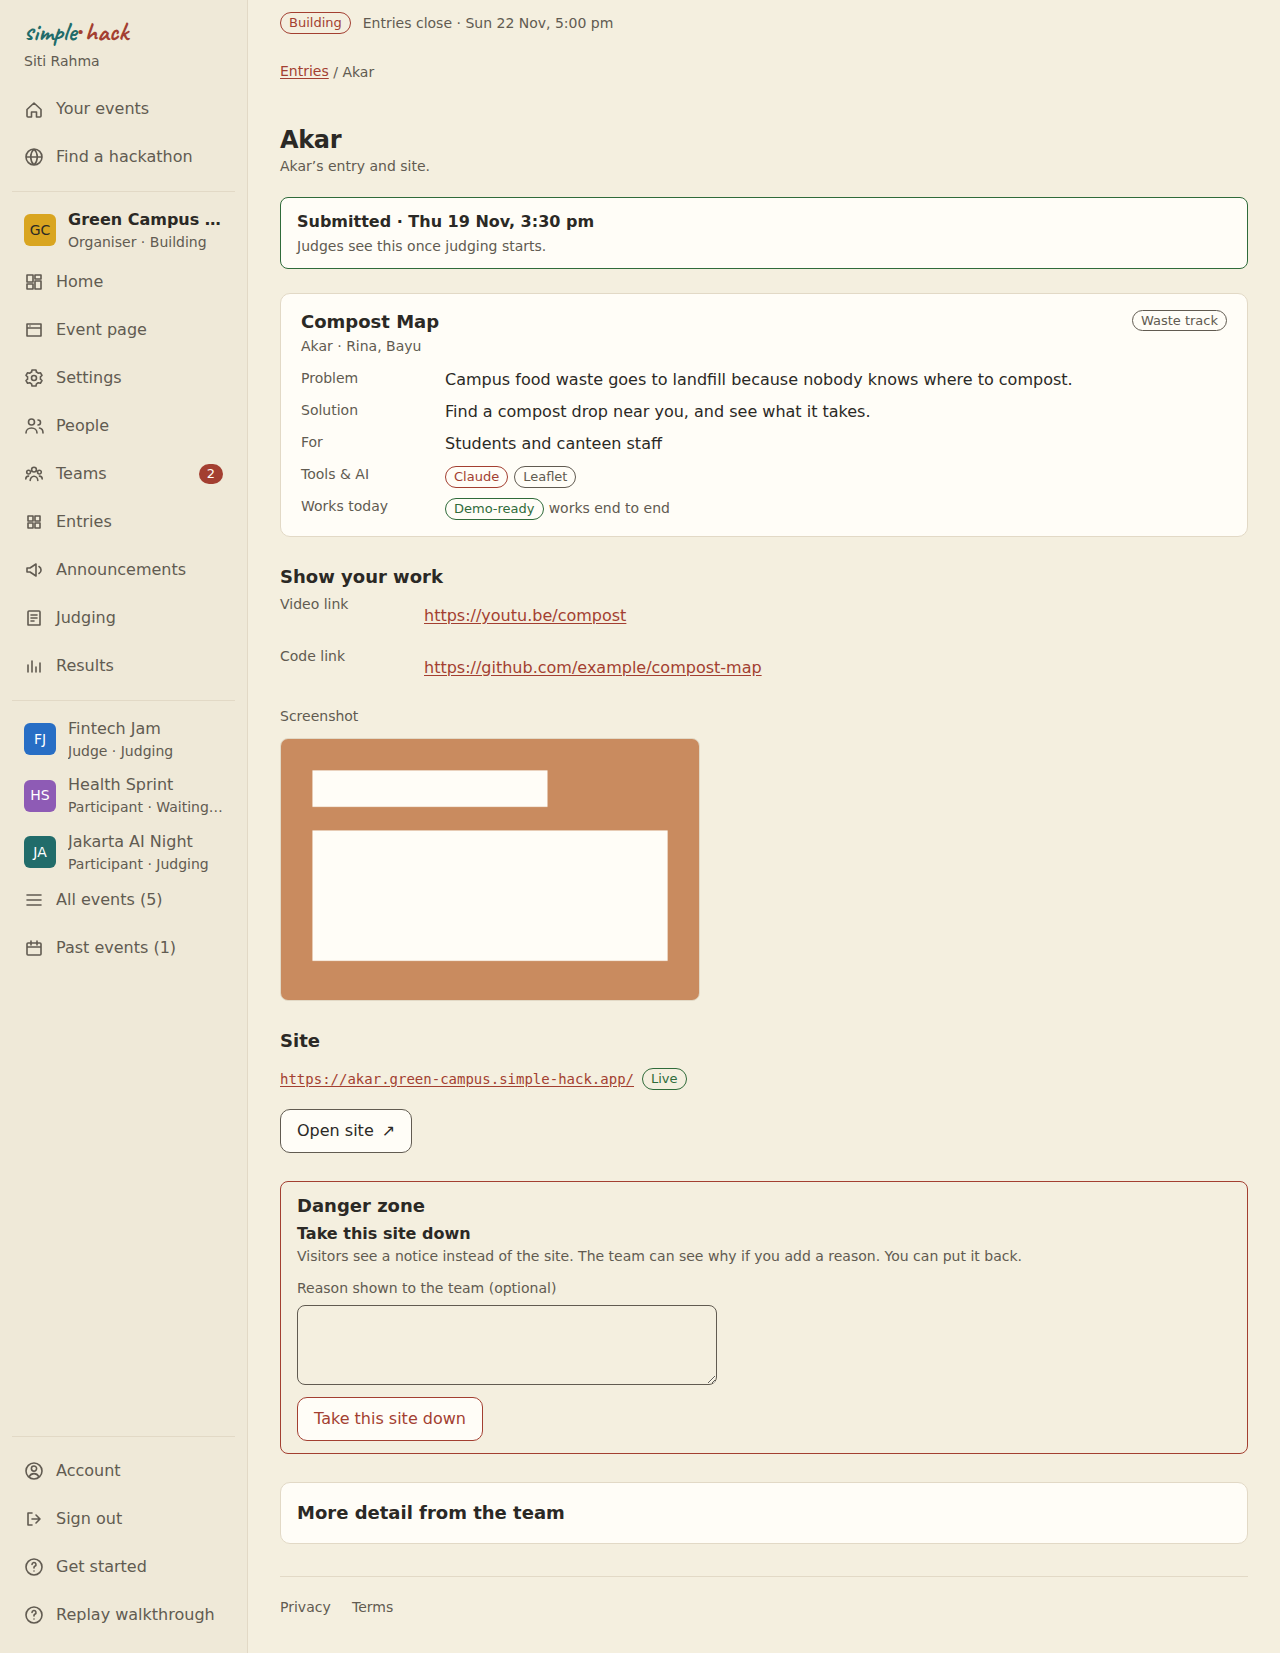 simple·hack
Siti Rahma
Your events
Find a hackathon
GC
Green Campus ...
Organiser · Building
Home
Event page
Settings
People
Teams 2
Entries
Announcements
Judging
Results
FJ
Fintech Jam
Judge · Judging
HS
Health Sprint
Participant · Waiting...
JA
Jakarta AI Night
Participant · Judging
All events (5)
Past events (1)
Account
Sign out
Get started
Replay walkthrough
Building Entries close · Sun 22 Nov, 5:00 pm
Entries / Akar
Akar
Akar’s entry and site.
Submitted · Thu 19 Nov, 3:30 pm
Judges see this once judging starts.
Compost Map Waste track
Akar · Rina, Bayu
Problem Campus food waste goes to landfill because nobody knows where to compost.
Solution Find a compost drop near you, and see what it takes.
For Students and canteen staff
Tools & AI Claude Leaflet
Works today Demo-ready works end to end
Show your work
Video link https://youtu.be/compost
Code link https://github.com/example/compost-map
Screenshot
Site
https://akar.green-campus.simple-hack.app/ Live
Open site ↗
Danger zone
Take this site down
Visitors see a notice instead of the site. The team can see why if you add a reason. You can put it back.
Reason shown to the team (optional)
Take this site down
More detail from the team
Privacy Terms